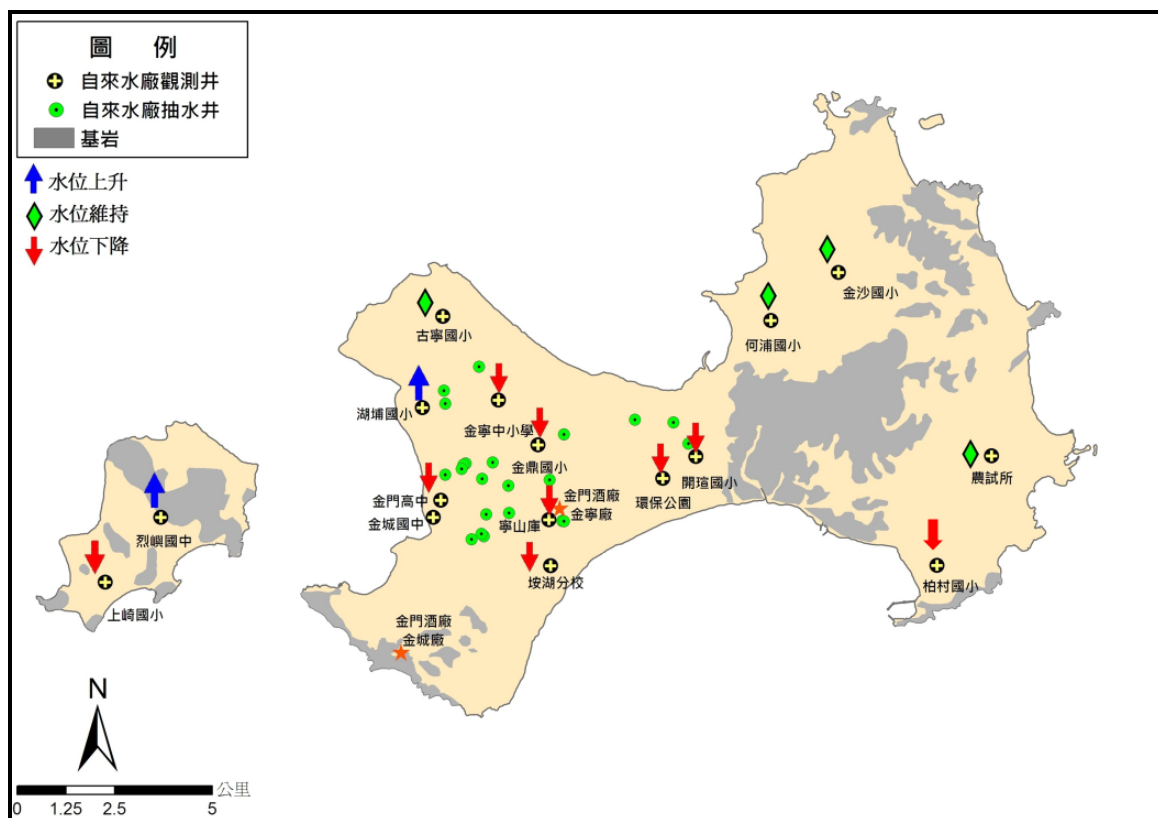 圖 例
自來水廠觀測井
自來水廠抽水井
基岩
水位上升
水位維持
水位下降
金沙國小
古寧國小
何浦國小
湖埔國小
金寧中小學
金鼎國小
農試所
開瑄國小
環保公園
金門高中
金門酒廠
金寧廠
金城國中
寧山庫
烈嶼國中
垵湖分校
柏村國小
上崎國小
金門酒廠
金城廠
N
公里
0 1.25 2.5 5